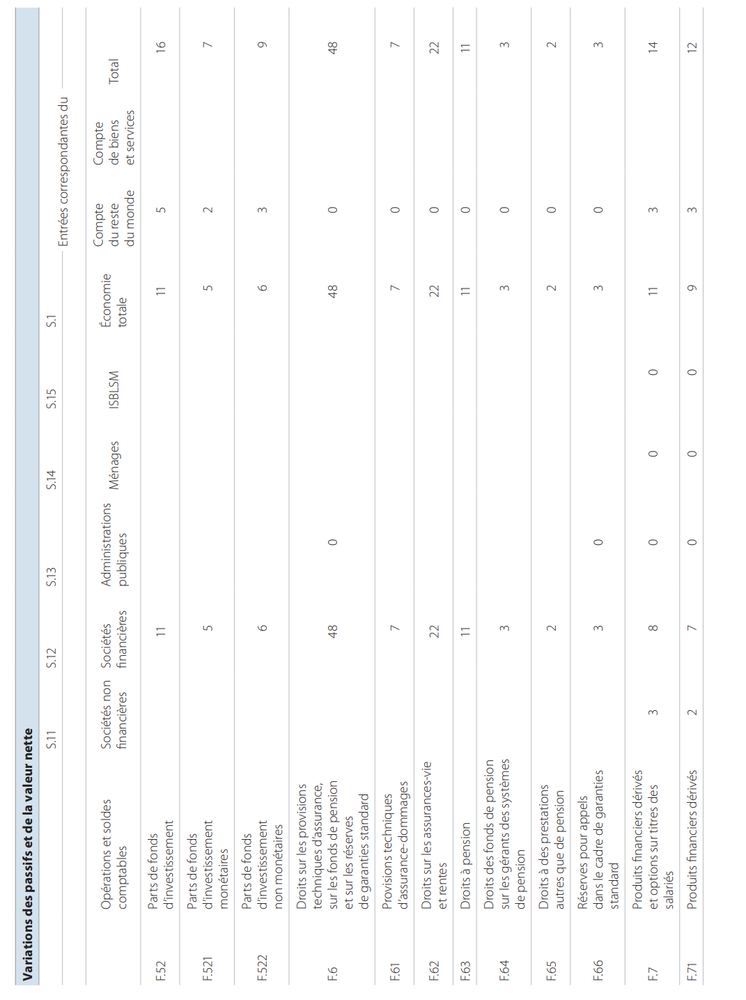 Variations des passifs et de la valeur nette
S.11 S.12 S.13 S.14 S.15 S.1
Entrées correspondantes du
Opérations et soldes Sociétés non Sociétés Administrations Ménages ISBLSM Économie Compte Compte Total
comptables financières financières publiques totale du reste de biens
du monde et services
F.52 Parts de fonds 11 11 5 16
d’investissement
F.521 Parts de fonds 5 5 2 7
d’investissement
monétaires
F.522 Parts de fonds 6 6 3 9
d’investissement
non monétaires
F.6 Droits sur les provisions 48 0 48 0 48
techniques d’assurance,
sur les fonds de pension
et sur les réserves
de garanties standard
F.61 Provisions techniques 7 7 0 7
d’assurance-dommages
F.62 Droits sur les assurances-vie 22 22 0 22
et rentes
F.63 Droits à pension 11 11 0 11
F.64 Droits des fonds de pension 3 3 0 3
sur les gérants des systèmes
de pension
F.65 Droits à des prestations 2 2 0 2
autres que de pension
F.66 Réserves pour appels 3 0 3 0 3
dans le cadre de garanties
standard
F.7 Produits financiers dérivés 3 8 0 0 0 11 3 14
et options sur titres des
salariés
F.71 Produits financiers dérivés 2 7 0 0 0 9 3 12